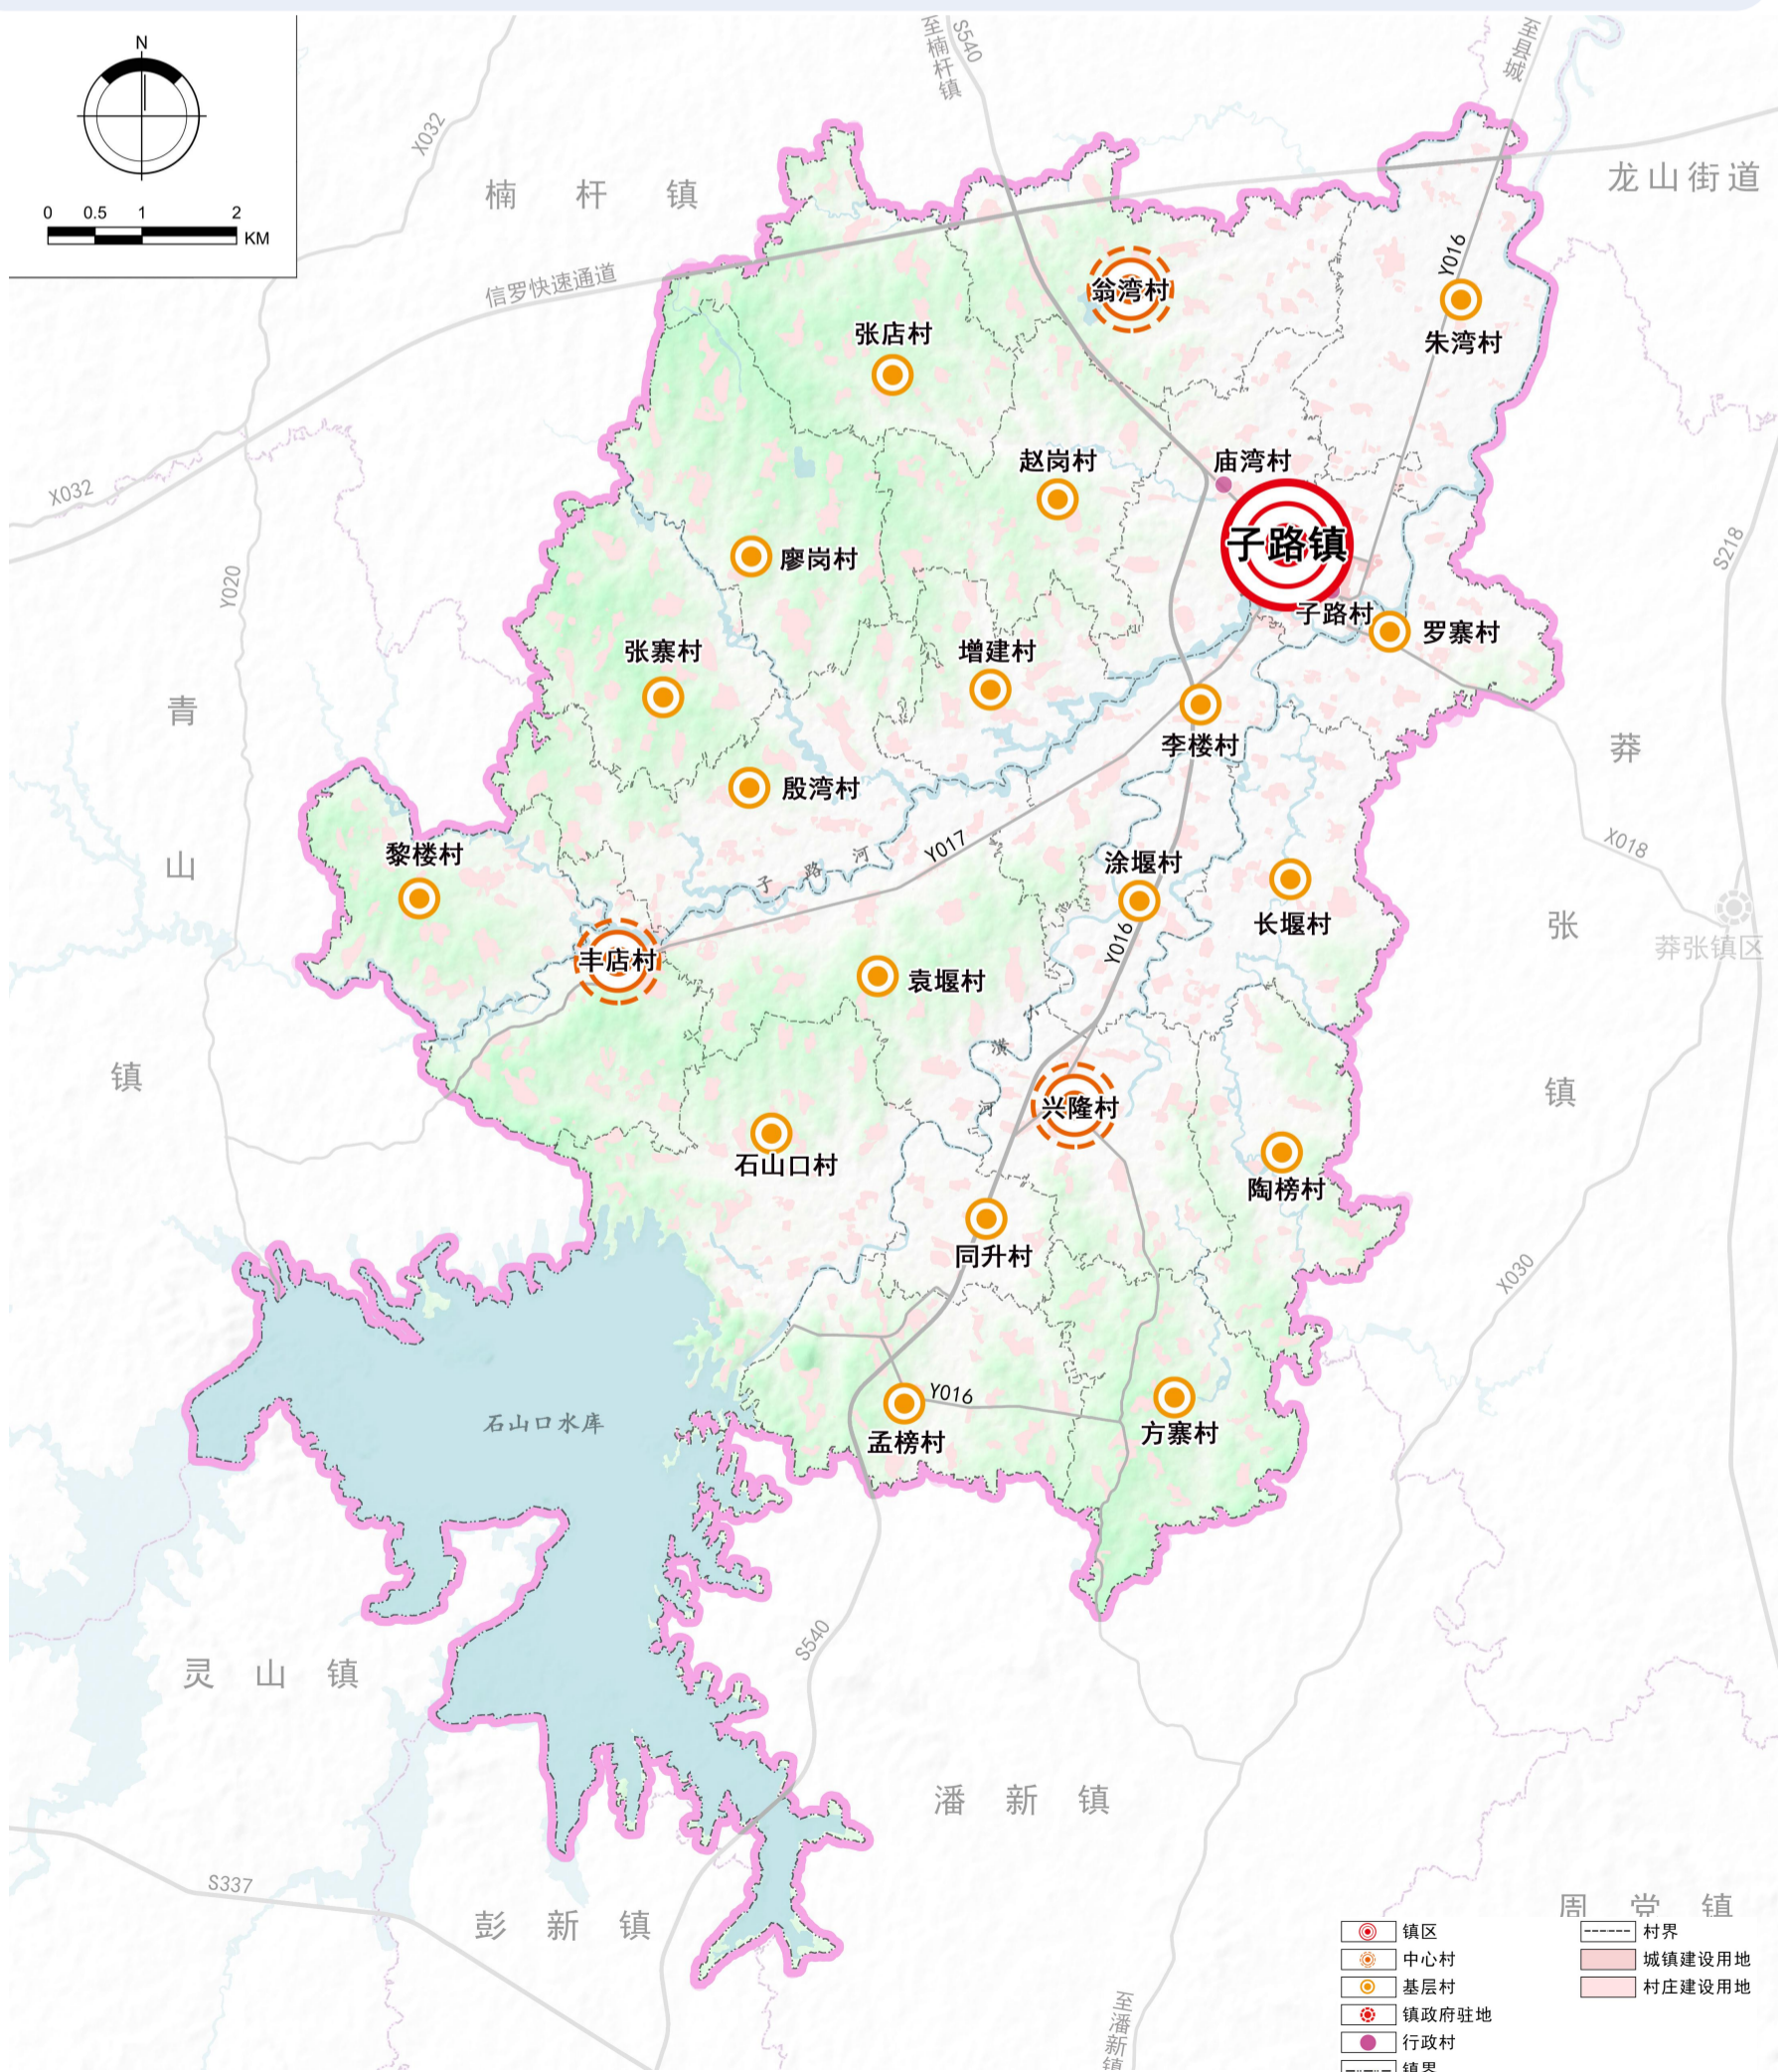 N
0 0.5 1 2
KM
至楠杆镇
S540
至县城
X032
楠杆镇
龙山街道
信罗快速通道
Y016
翁湾村
朱湾村
张店村
X032
赵岗村
庙湾村
子路镇
S218
Y020
廖岗村
子路村
罗寨村
张寨村
增建村
青山镇
李楼村
莽张镇
殷湾村
黎楼村
子路河
Y017
涂堰村
X018
长堰村
Y016
莽张镇区
丰店村
袁堰村
潢河
兴隆村
石山口村
陶榜村
同升村
X030
石山口水库
Y016
孟榜村
方寨村
灵山镇
S540
潘新镇
S337
彭新镇
周党镇
至潘新镇
镇区
中心村
基层村
镇政府驻地
行政村
镇界
村界
城镇建设用地
村庄建设用地